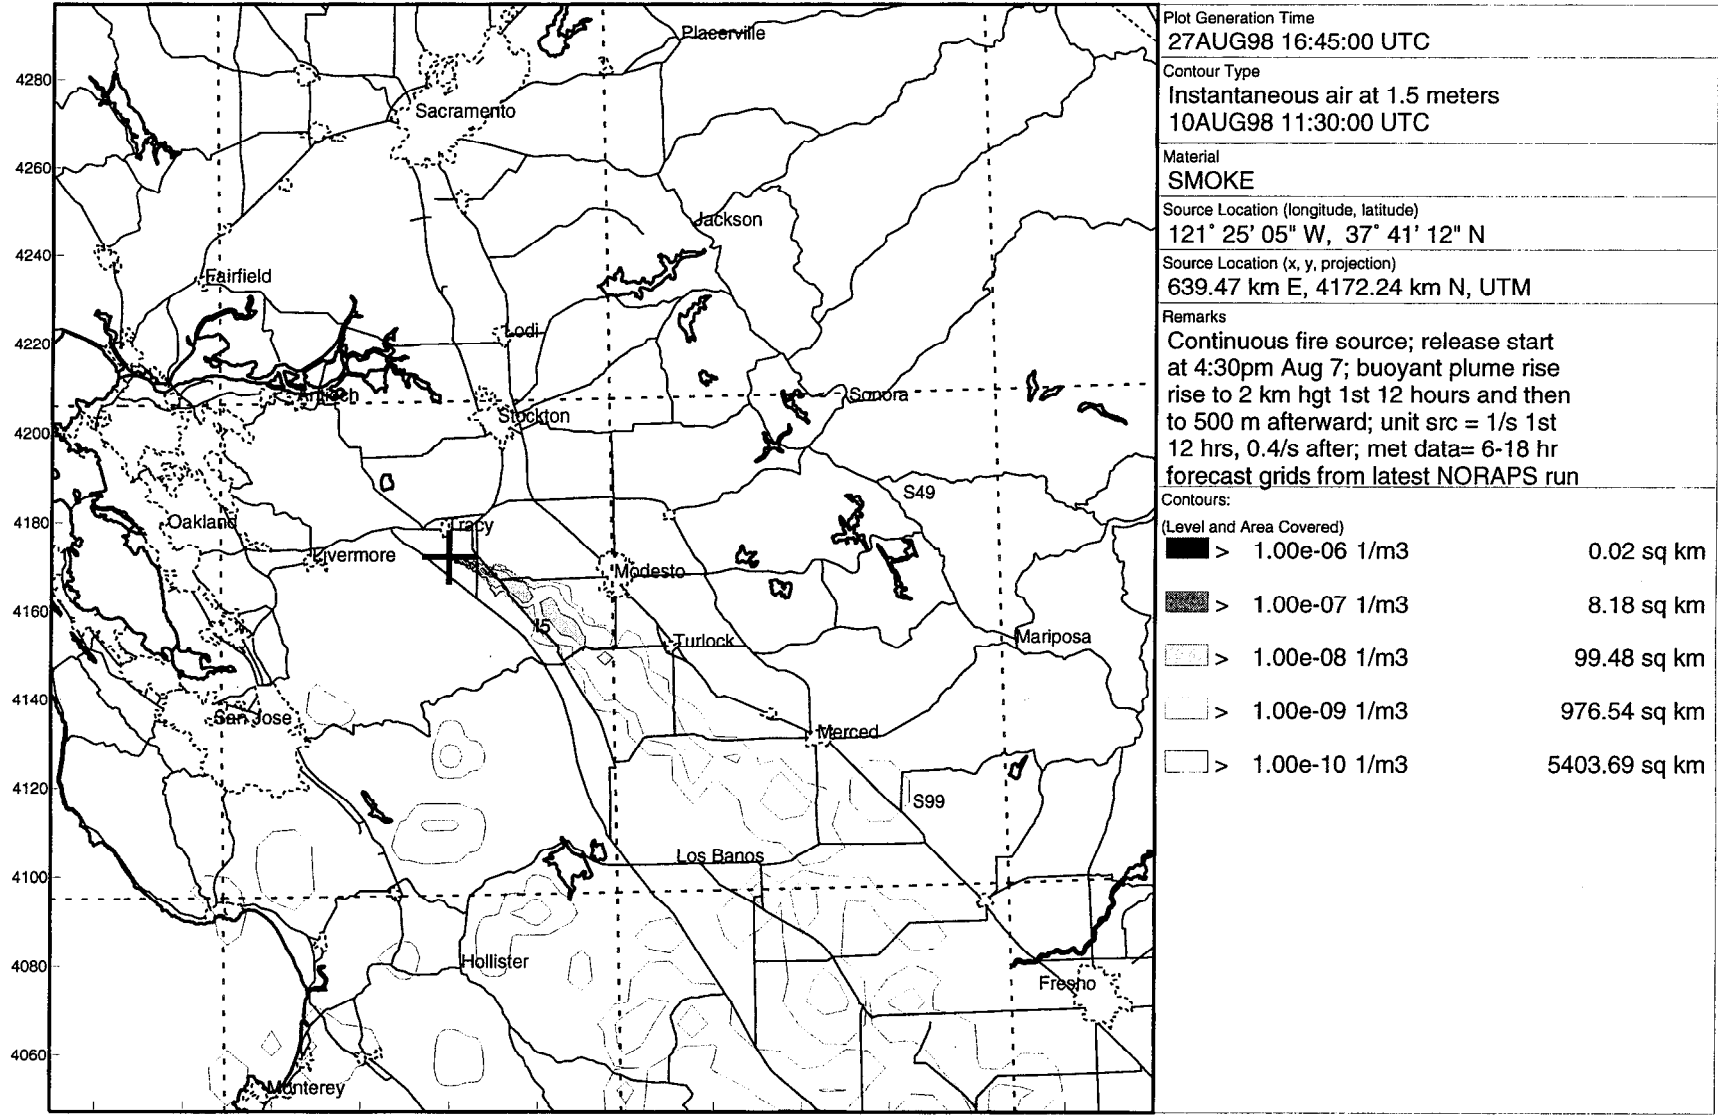 Placerville
4280
Sacramento
4260
Jackson
4240
Fairfield
4220
Lodi
Antioch
Sonora
Stockton
4200
S49
4180
Oakland
Tracy
Livermore
Modesto
4160
I5
Turlock
Mariposa
4140
San Jose
Merced
4120
S99
Los Banos
4100
4080
Hollister
Fresno
4060
Monterey
Plot Generation Time
27AUG98 16:45:00 UTC
Contour Type
Instantaneous air at 1.5 meters
10AUG98 11:30:00 UTC
Material
SMOKE
Source Location (longitude, latitude)
121° 25' 05" W, 37° 41' 12" N
Source Location (x, y, projection)
639.47 km E, 4172.24 km N, UTM
Remarks
Continuous fire source; release start
at 4:30pm Aug 7; buoyant plume rise
rise to 2 km hgt 1st 12 hours and then
to 500 m afterward; unit src = 1/s 1st
12 hrs, 0.4/s after; met data= 6-18 hr
forecast grids from latest NORAPS run
Contours:
(Level and Area Covered)
> 1.00e-06 1/m3 0.02 sq km
> 1.00e-07 1/m3 8.18 sq km
> 1.00e-08 1/m3 99.48 sq km
> 1.00e-09 1/m3 976.54 sq km
> 1.00e-10 1/m3 5403.69 sq km